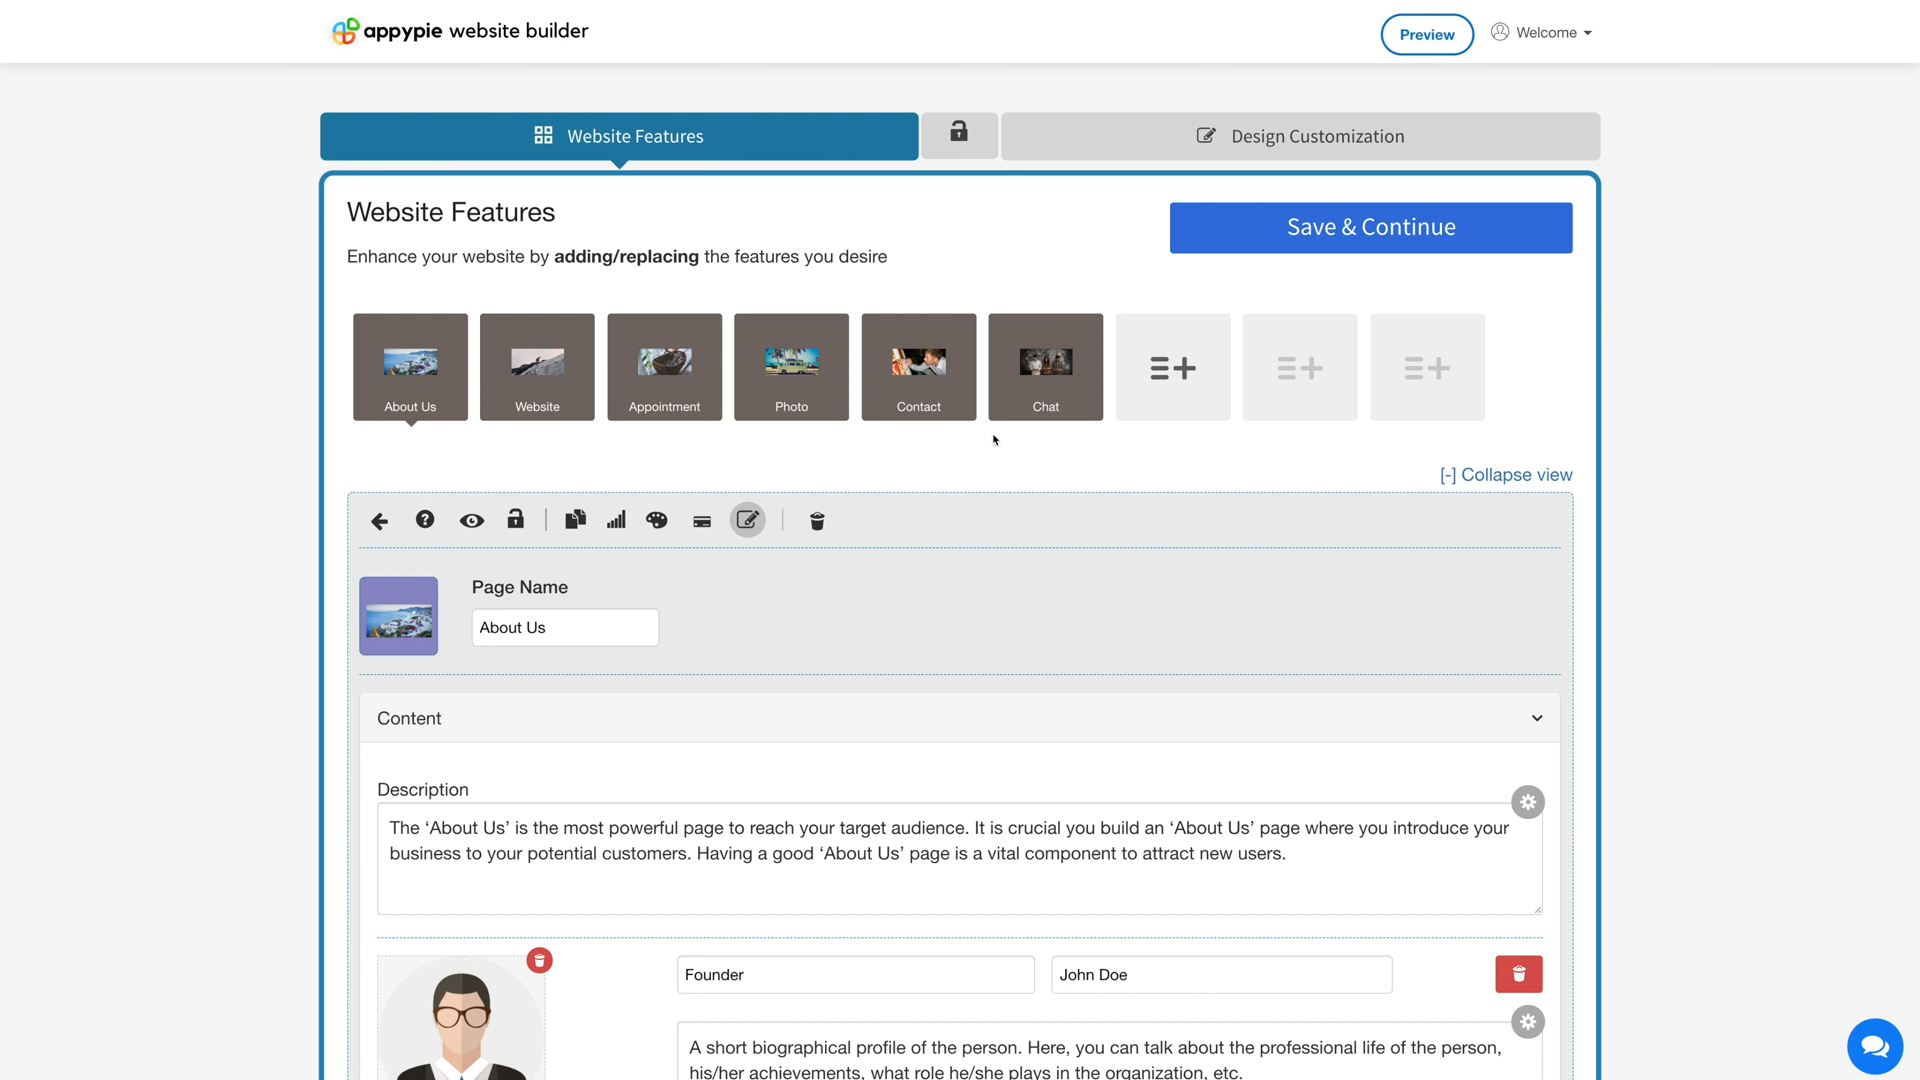 appypie website builder
Preview
Welcome
Website Features
Design Customization
Website Features
Save & Continue
Enhance your website by adding/replacing the features you desire
About Us
Website
Appointment
Photo
Contact
Chat
[-] Collapse view
Page Name
About Us
Content
Description
The ‘About Us’ is the most powerful page to reach your target audience. It is crucial you build an ‘About Us’ page where you introduce your
business to your potential customers. Having a good ‘About Us’ page is a vital component to attract new users.
Founder
John Doe
A short biographical profile of the person. Here, you can talk about the professional life of the person,
his/her achievements, what role he/she plays in the organization, etc.